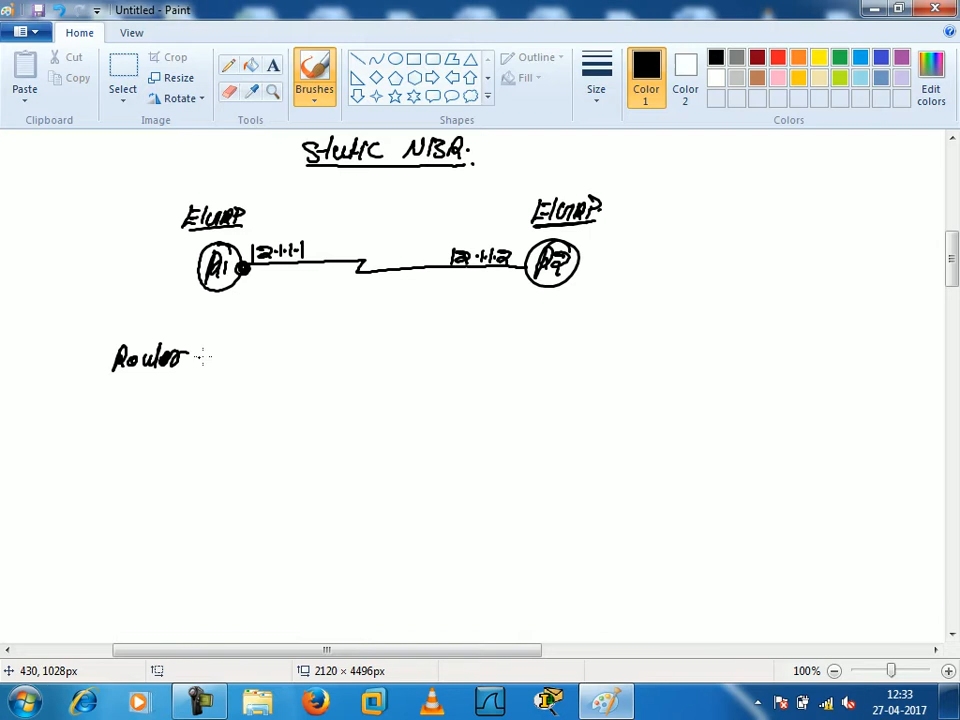 Untitled - Paint
Home View
Paste Cut Copy Select Crop Resize Rotate Brushes Outline Fill Size Color 1 Color 2 Edit colors
Clipboard Image Tools Shapes Colors
Static NBR.
EIGRP EIGRP
R1 12.1.1.1 12.1.1.2 R2
Router
430, 1028px 2120 × 4496px 100%
12:33
27-04-2017